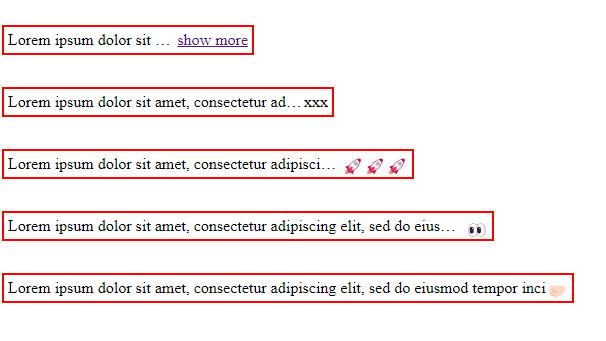 Lorem ipsum dolor sit … show more
Lorem ipsum dolor sit amet, consectetur ad…xxx
Lorem ipsum dolor sit amet, consectetur adipisci… 🚀 🚀 🚀
Lorem ipsum dolor sit amet, consectetur adipiscing elit, sed do eius… 👀
Lorem ipsum dolor sit amet, consectetur adipiscing elit, sed do eiusmod tempor inci🤛🏻